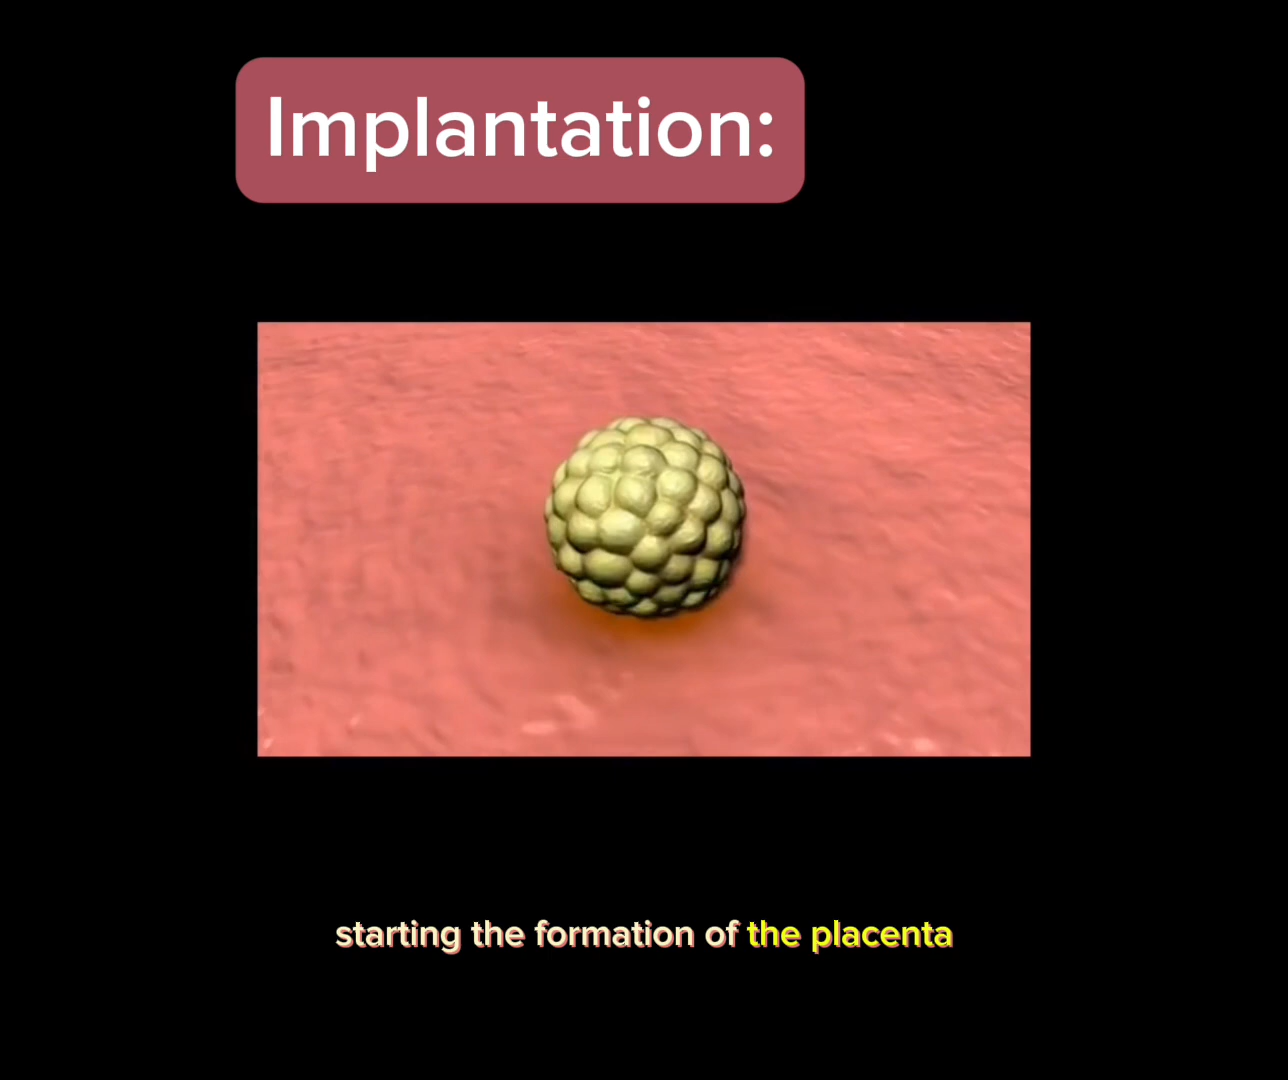 Implantation:
starting the formation of the placenta